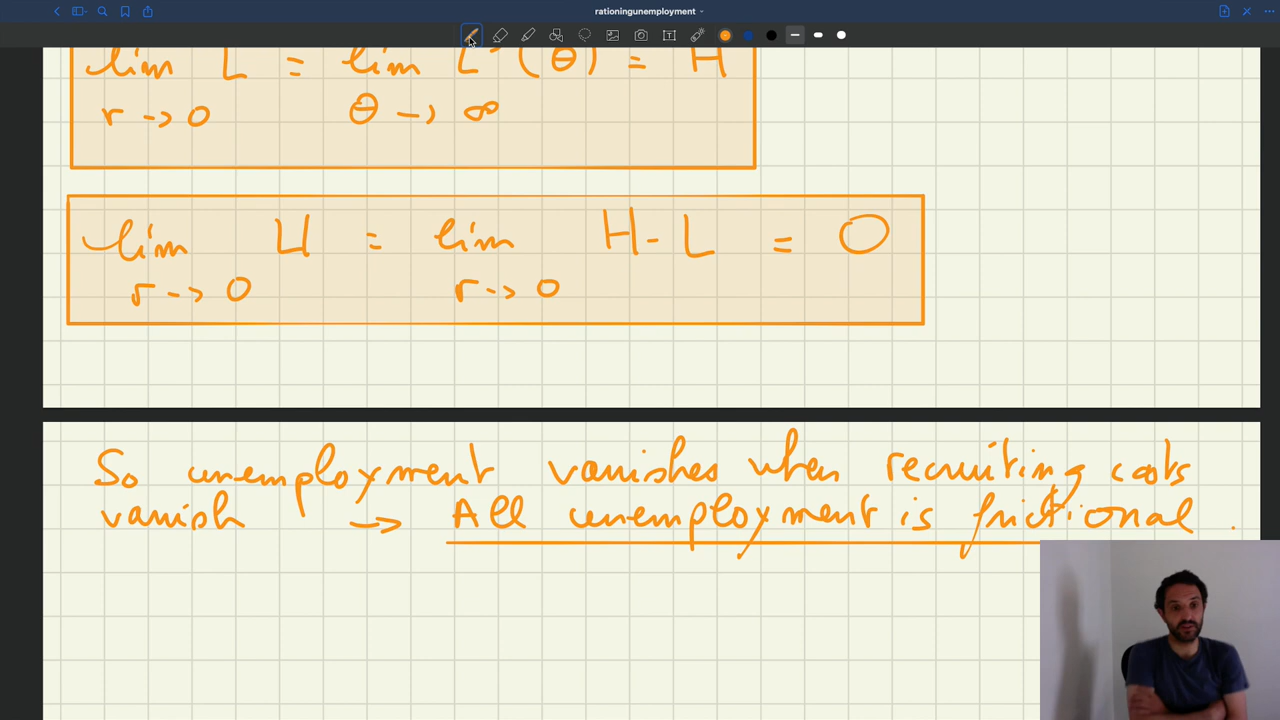 rationingunemployment
lim L = lim L (θ) = H
r → 0 θ → ∞
lim U = lim H - L = 0
r → 0 r → 0
So unemployment vanishes when recruiting costs
vanish → All unemployment is frictional.